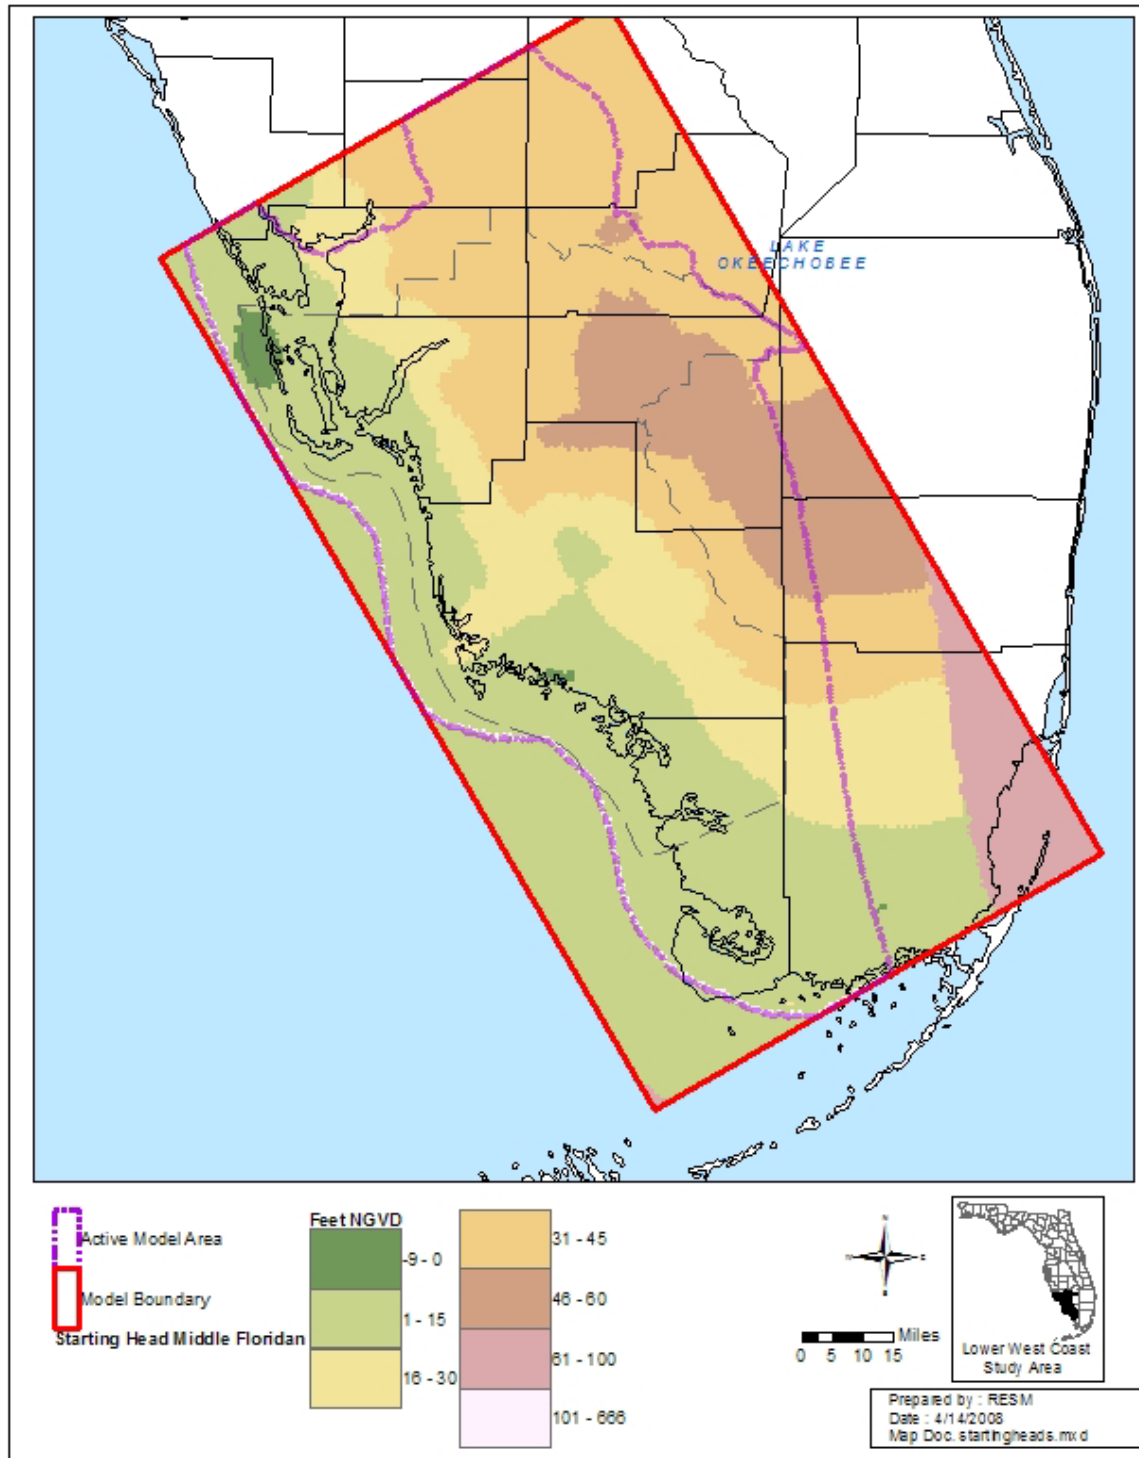 LAKE
OKEECHOBEE
Active Model Area
Model Boundary
Starting Head Middle Floridan
Feet NGVD
-9 - 0
1 - 15
16 - 30
31 - 45
46 - 60
61 - 100
101 - 666
N
W
E
S
Miles
0 5 10 15
Lower West Coast
Study Area
Prepared by : RESM
Date : 4/14/2008
Map Doc. startingheads.mxd